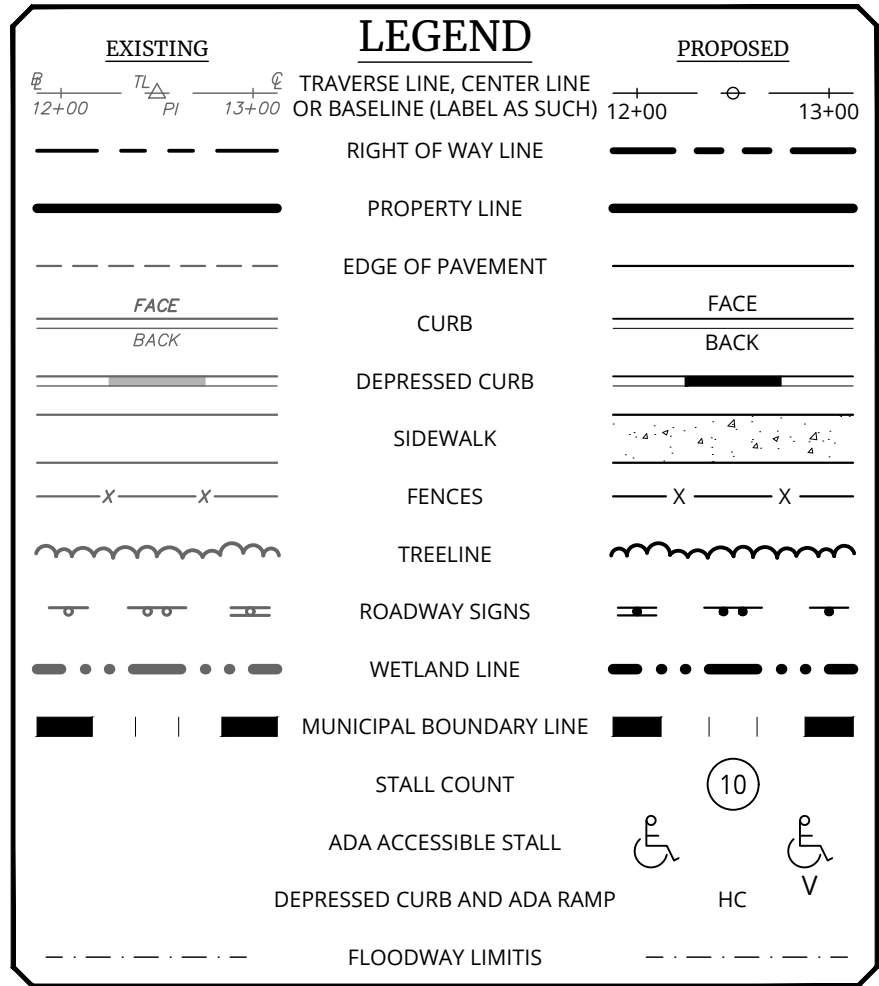 LEGEND
EXISTING
PROPOSED
TL
TRAVERSE LINE, CENTER LINE
12+00 PI 13+00 OR BASELINE (LABEL AS SUCH) 12+00 13+00
RIGHT OF WAY LINE
PROPERTY LINE
EDGE OF PAVEMENT
FACE FACE
CURB
BACK BACK
DEPRESSED CURB
SIDEWALK
X X FENCES X X
TREELINE
ROADWAY SIGNS
WETLAND LINE
MUNICIPAL BOUNDARY LINE
STALL COUNT 10
ADA ACCESSIBLE STALL
V
DEPRESSED CURB AND ADA RAMP HC
FLOODWAY LIMITIS